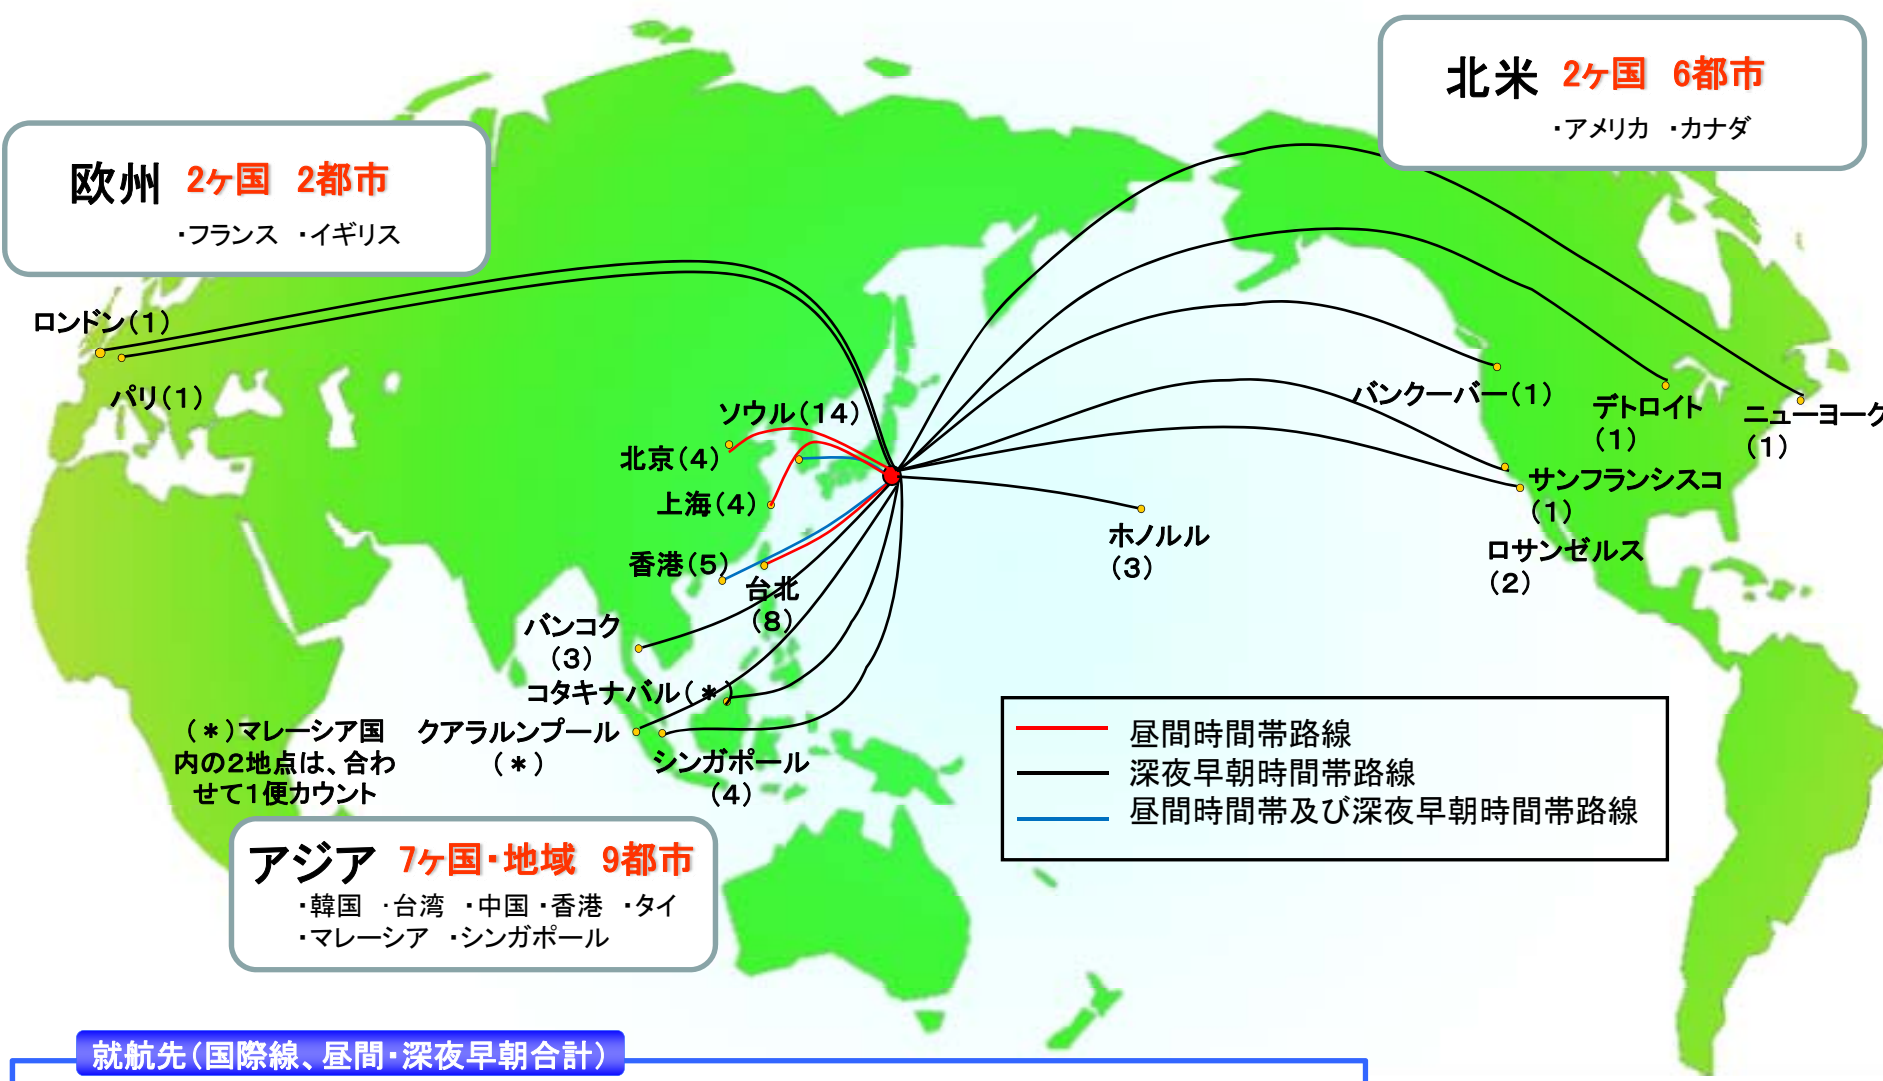 北米 2ヶ国 6都市
・アメリカ ・カナダ
欧州 2ヶ国 2都市
・フランス ・イギリス
ロンドン(1)
パリ(1)
ソウル(14)
北京(4)
上海(4)
香港(5)
台北
(8)
バンコク
(3)
コタキナバル(*)
クアラルンプール
(*)
シンガポール
(4)
(*)マレーシア国
内の2地点は、合わ
せて1便カウント
バンクーバー(1)
デトロイト
(1)
ニューヨーク
(1)
サンフランシスコ
(1)
ロサンゼルス
(2)
ホノルル
(3)
昼間時間帯路線
深夜早朝時間帯路線
昼間時間帯及び深夜早朝時間帯路線
アジア 7ヶ国・地域 9都市
・韓国 ・台湾 ・中国 ・香港 ・タイ
・マレーシア ・シンガポール
就航先(国際線、昼間・深夜早朝合計)